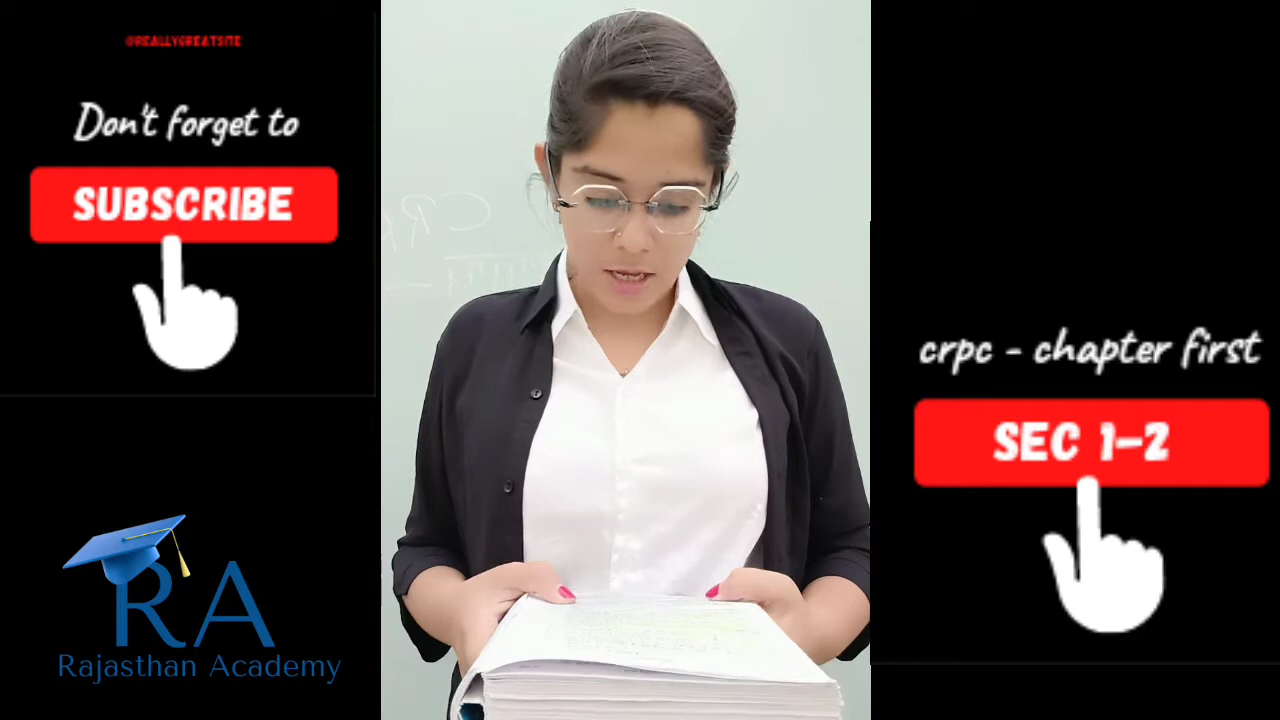 @REALLYGREATSITE
Don't forget to
SUBSCRIBE
RA
Rajasthan Academy
crpc - chapter first
SEC 1-2